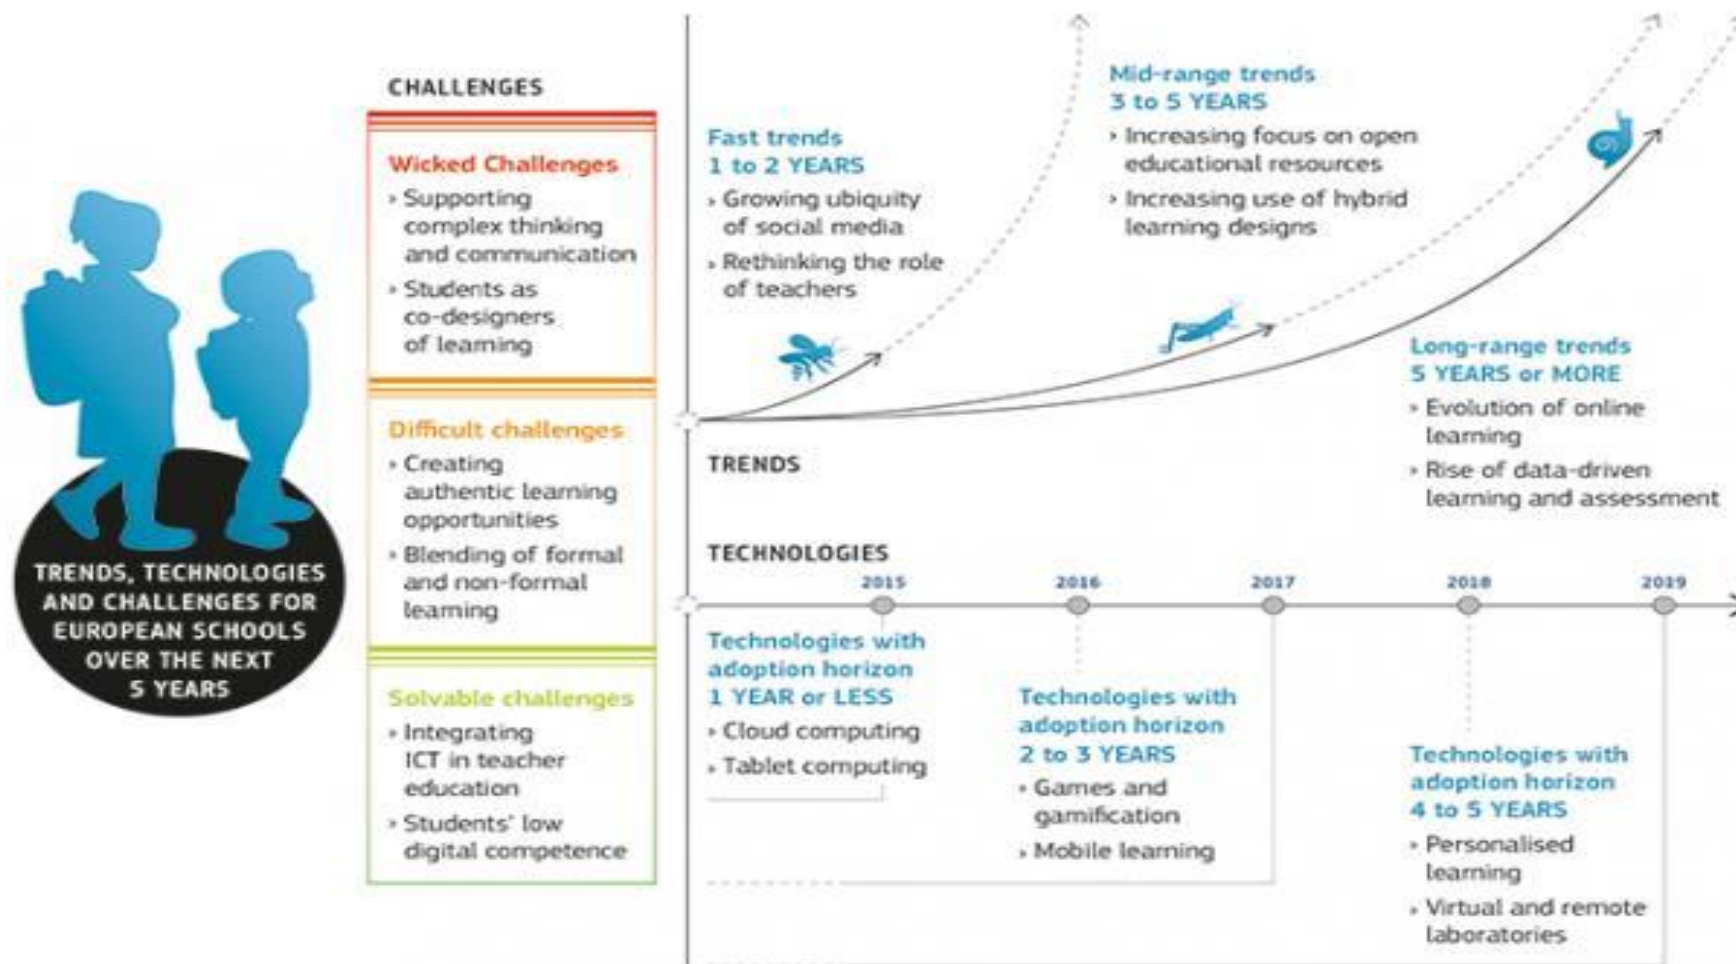 TRENDS, TECHNOLOGIES
AND CHALLENGES FOR
EUROPEAN SCHOOLS
OVER THE NEXT
5 YEARS
CHALLENGES
Wicked Challenges
› Supporting
complex thinking
and communication
› Students as
co-designers
of learning
Difficult challenges
› Creating
authentic learning
opportunities
› Blending of formal
and non-formal
learning
Solvable challenges
› Integrating
ICT in teacher
education
› Students' low
digital competence
Fast trends
1 to 2 YEARS
› Growing ubiquity
of social media
› Rethinking the role
of teachers
Mid-range trends
3 to 5 YEARS
› Increasing focus on open
educational resources
› Increasing use of hybrid
learning designs
Long-range trends
5 YEARS or MORE
› Evolution of online
learning
› Rise of data-driven
learning and assessment
TRENDS
TECHNOLOGIES
2015 2016 2017 2018 2019
Technologies with
adoption horizon
1 YEAR or LESS
› Cloud computing
› Tablet computing
Technologies with
adoption horizon
2 to 3 YEARS
› Games and
gamification
› Mobile learning
Technologies with
adoption horizon
4 to 5 YEARS
› Personalised
learning
› Virtual and remote
laboratories